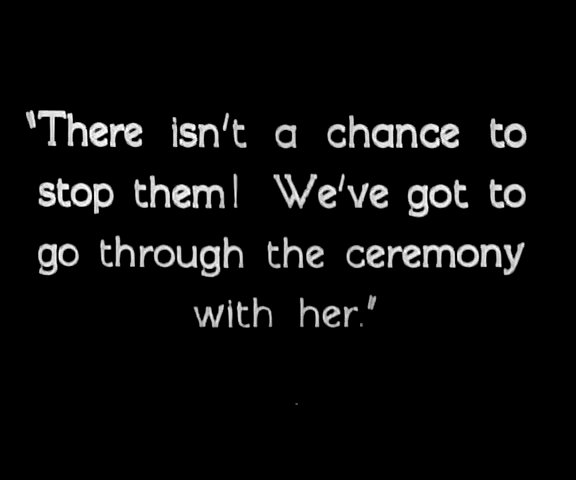 "There isn't a chance to
stop them! We've got to
go through the ceremony
with her."